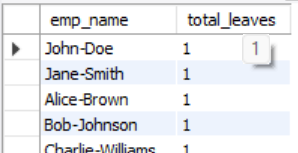 emp_name total_leaves
John-Doe 1 1
Jane-Smith 1
Alice-Brown 1
Bob-Johnson 1
Charlie-Williams 1